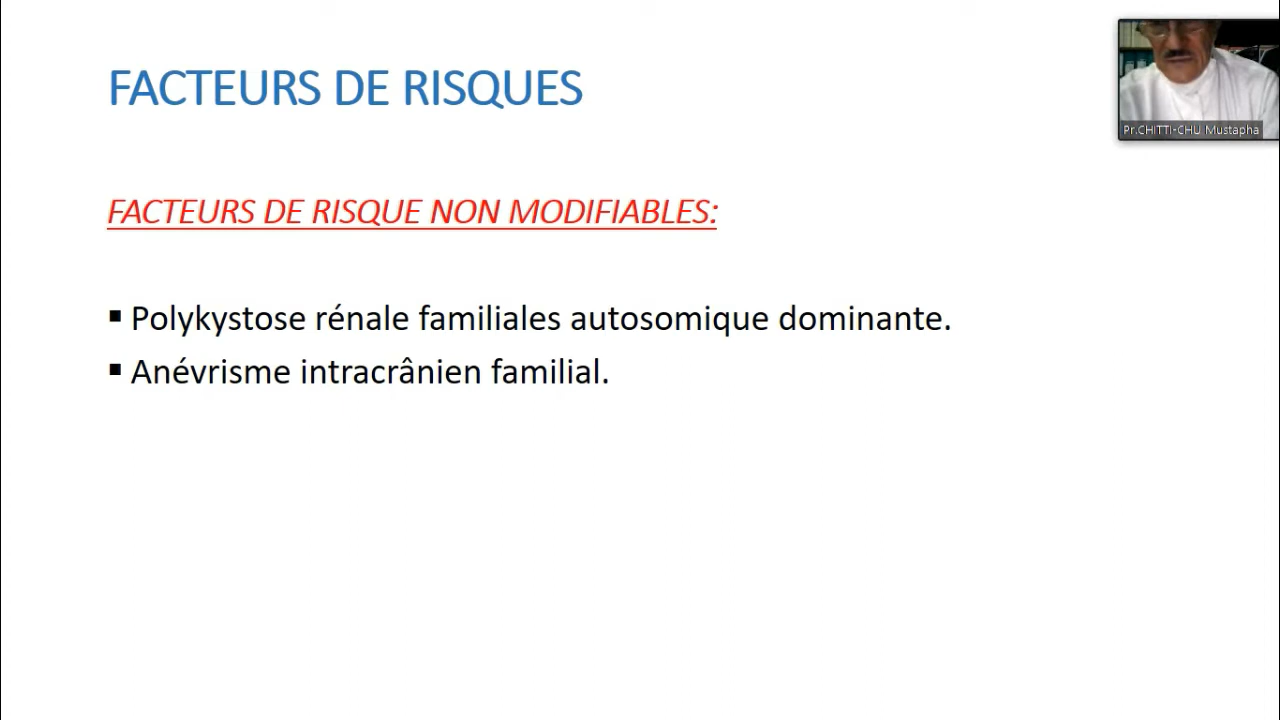 FACTEURS DE RISQUES
Pr.CHITTI-CHU Mustapha
FACTEURS DE RISQUE NON MODIFIABLES:
▪ Polykystose rénale familiales autosomique dominante.
▪ Anévrisme intracrânien familial.